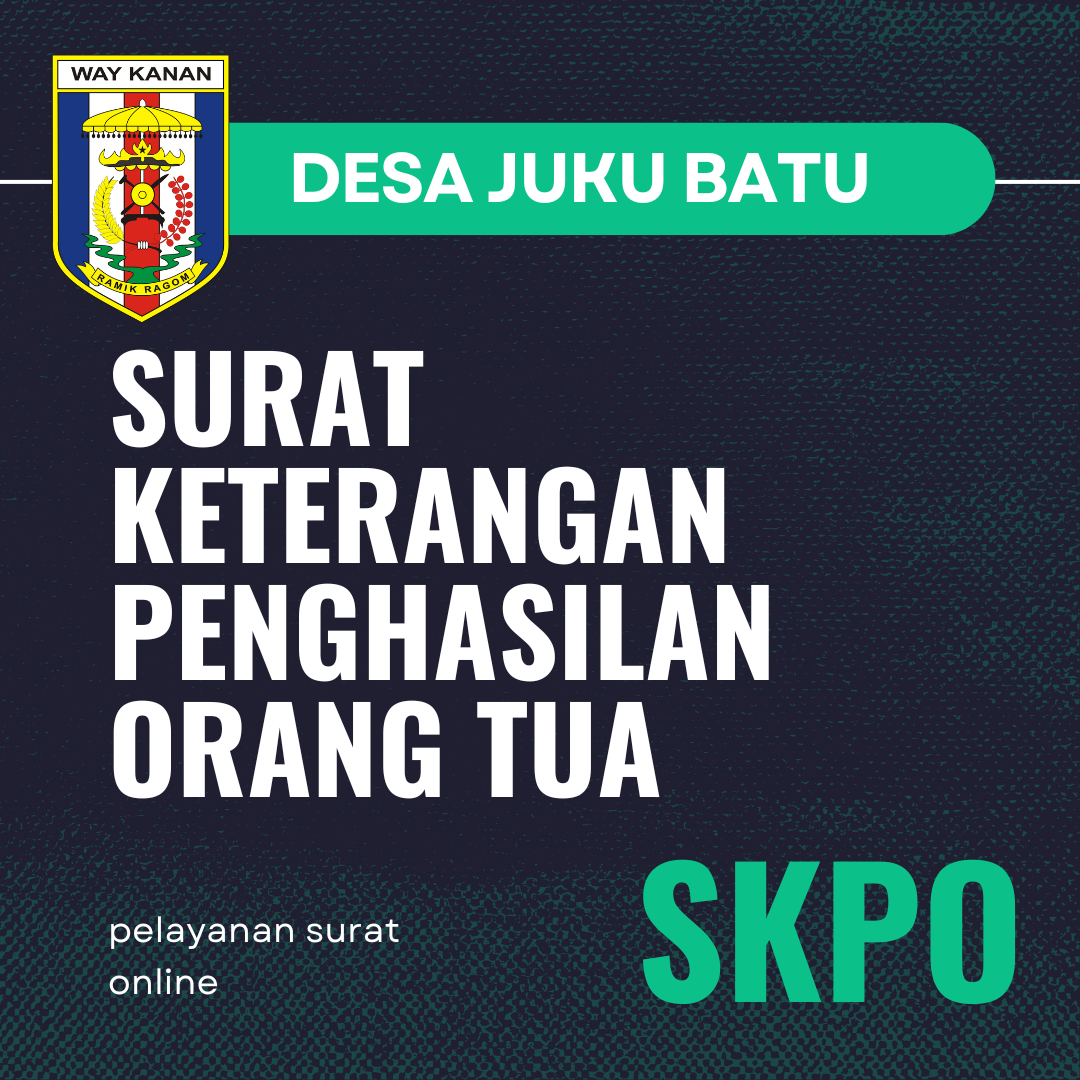 WAY KANAN
DESA JUKU BATU
RAMIK RAGOM
SURAT
KETERANGAN
PENGHASILAN
ORANG TUA
SKPO
pelayanan surat
online